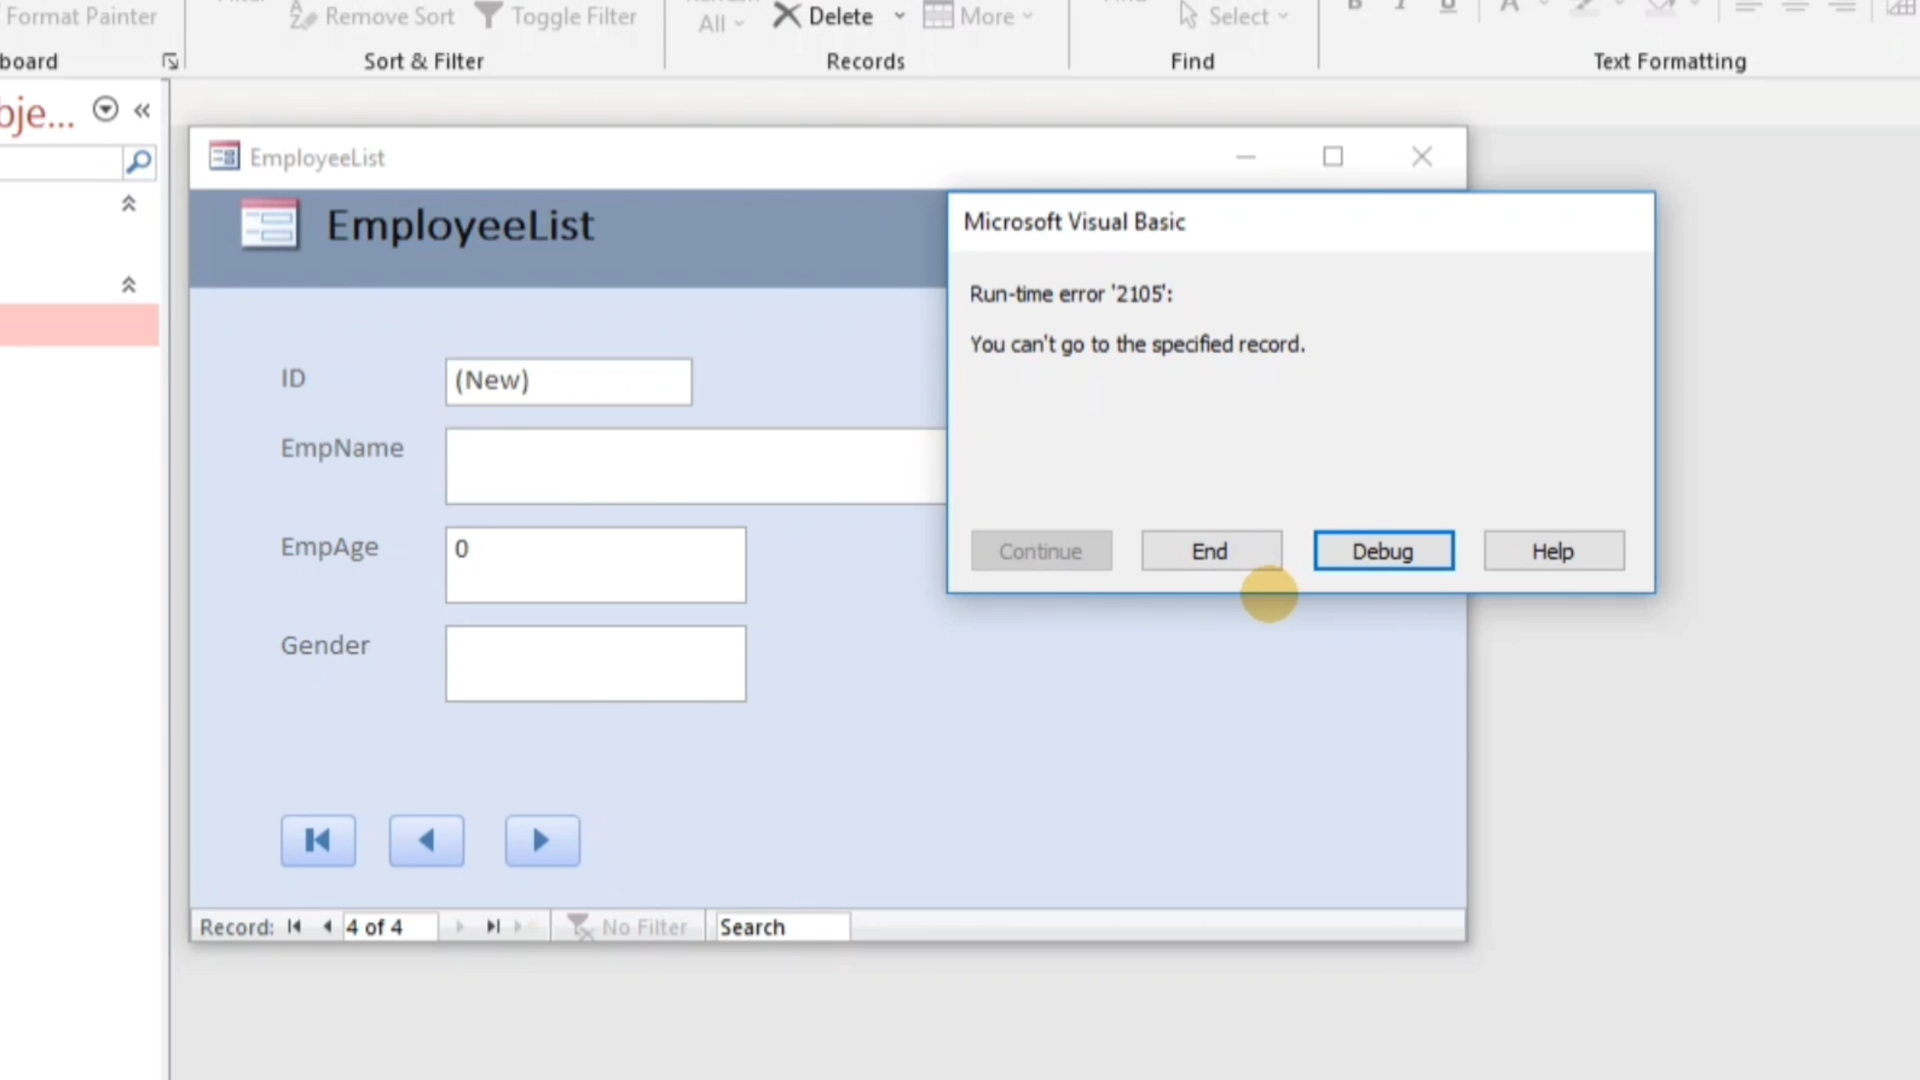 Format Painter
Remove Sort
Toggle Filter
All
Delete
More
Select
B I U A
board
Sort & Filter
Records
Find
Text Formatting
bje...
EmployeeList
EmployeeList
Microsoft Visual Basic
Run-time error '2105':
You can't go to the specified record.
Continue
End
Debug
Help
ID
(New)
EmpName
EmpAge
0
Gender
Record:
4 of 4
No Filter
Search